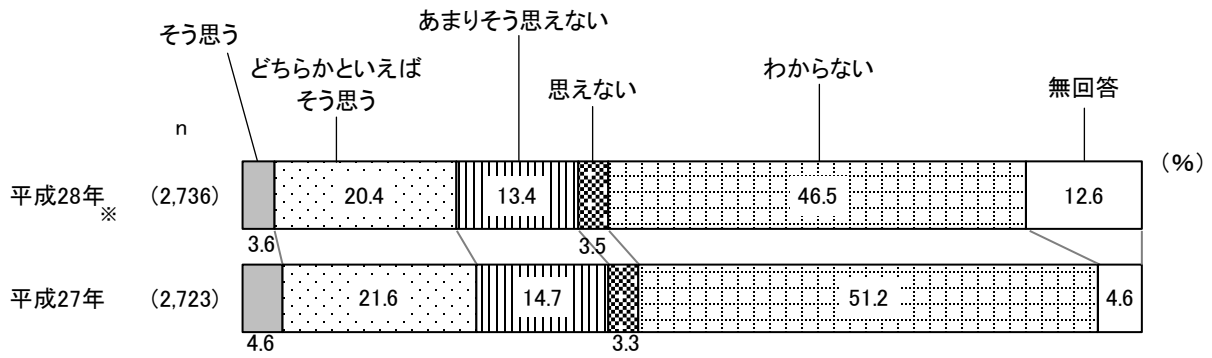 そう思う
どちらかといえば
そう思う
あまりそう思えない
思えない
わからない
無回答
n
(%)
平成28年 (2,736) 20.4 13.4 46.5 12.6
※
3.6 3.5
平成27年 (2,723) 21.6 14.7 51.2 4.6
4.6 3.3